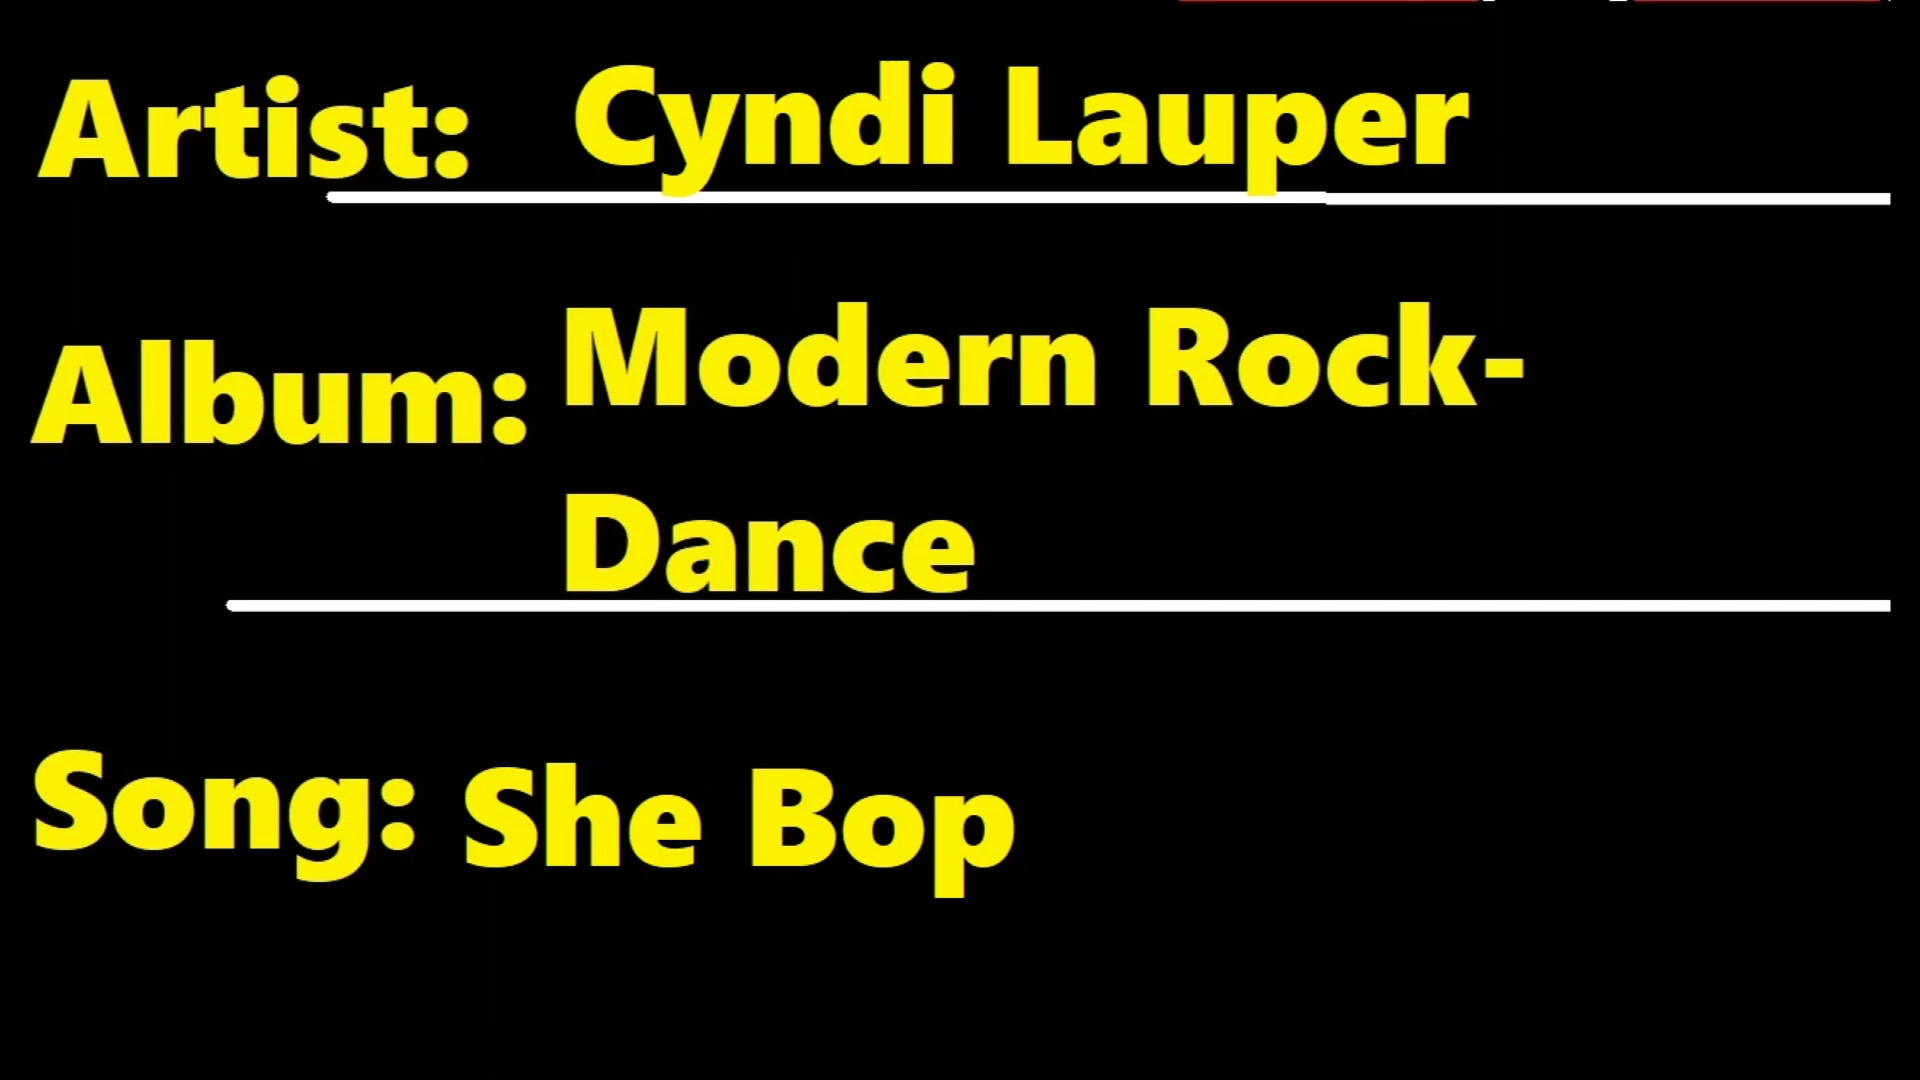 Artist: Cyndi Lauper
Album: Modern Rock-
Dance
Song: She Bop